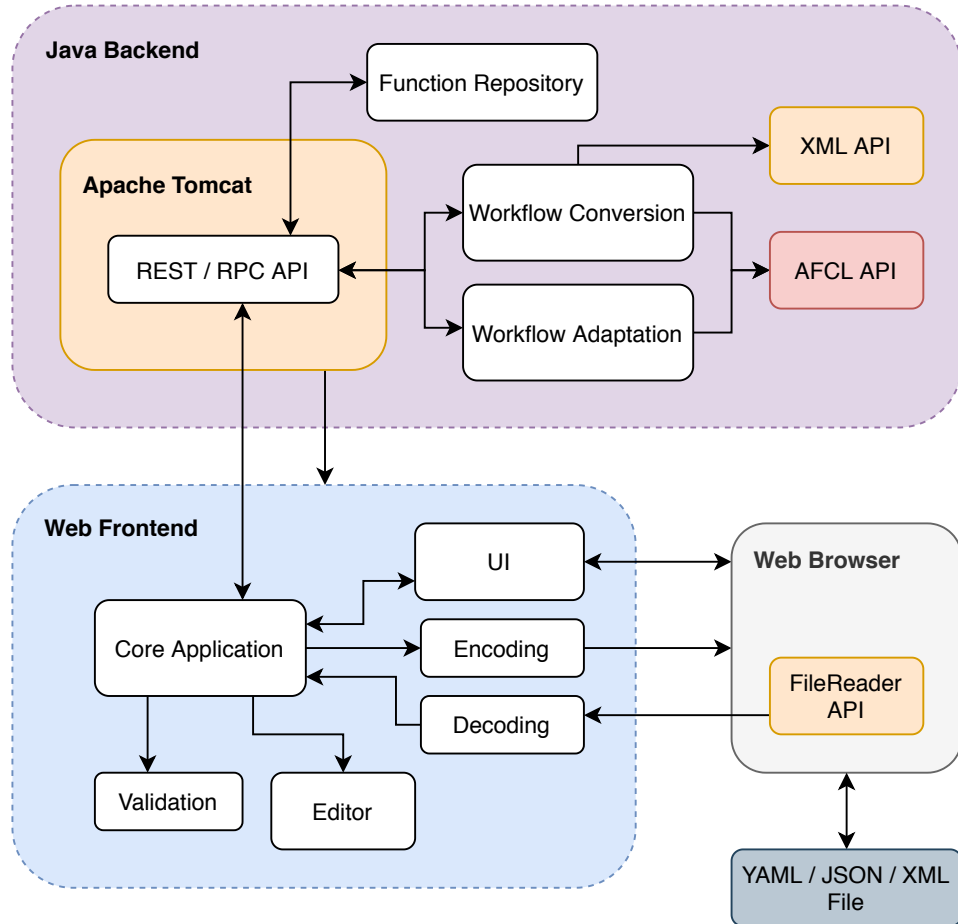 Java Backend
Function Repository
XML API
Apache Tomcat
Workflow Conversion
REST / RPC API
AFCL API
Workflow Adaptation
Web Frontend
UI
Web Browser
Core Application
Encoding
FileReader
API
Decoding
Validation
Editor
YAML / JSON / XML
File